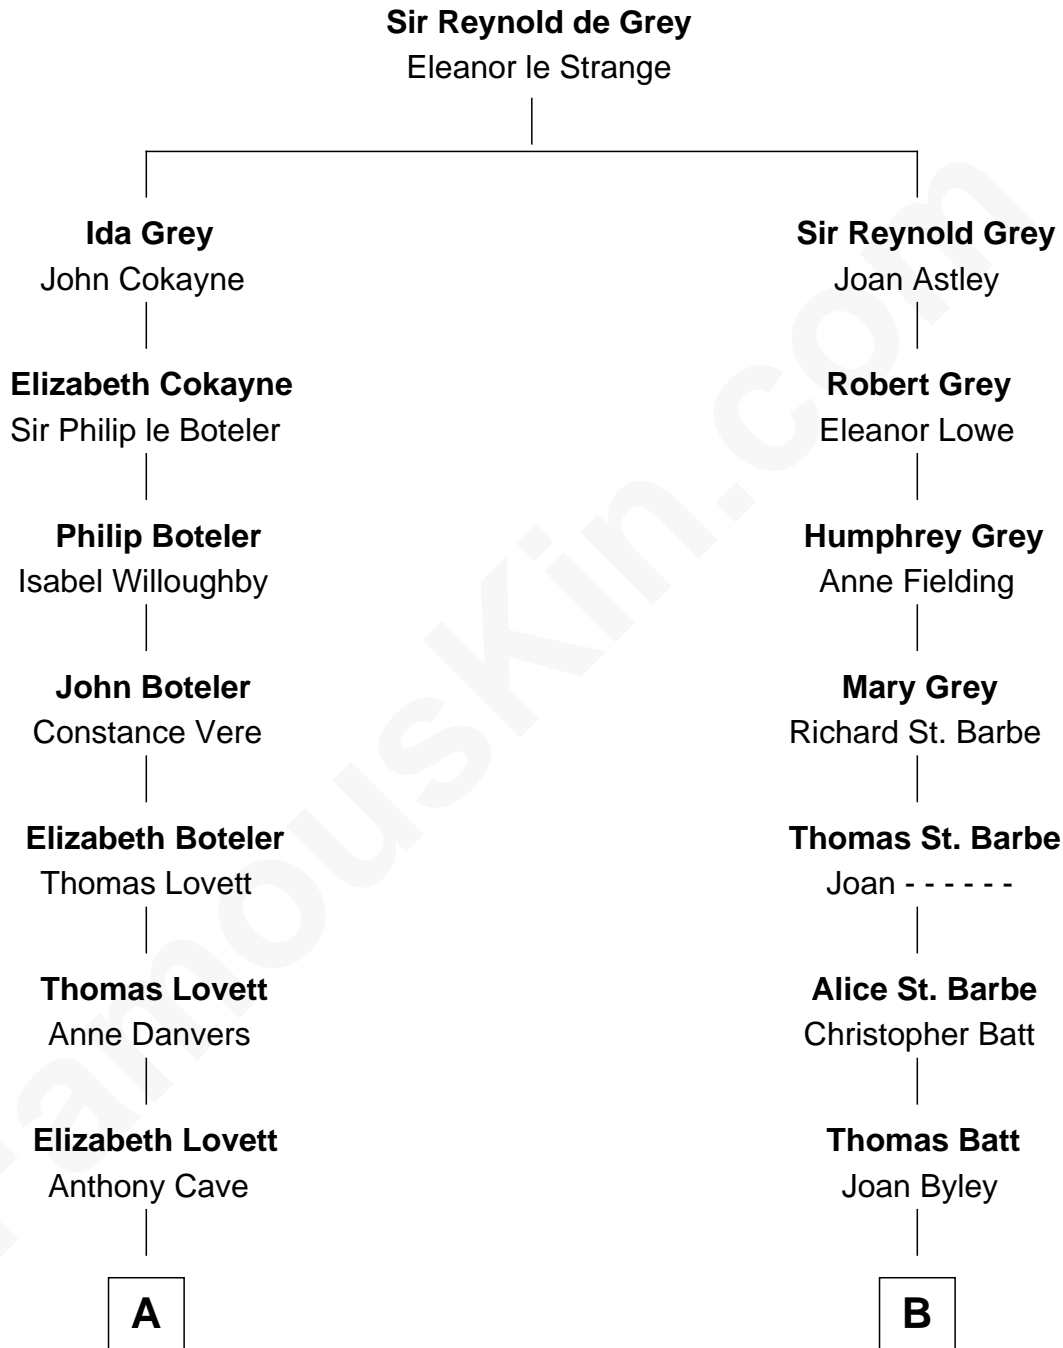 Sir Reynold de Grey
Eleanor le Strange
Ida Grey
John Cokayne
Sir Reynold Grey
Joan Astley
Elizabeth Cokayne
Sir Philip le Boteler
Robert Grey
Eleanor Lowe
Philip Boteler
Isabel Willoughby
Humphrey Grey
Anne Fielding
John Boteler
Constance Vere
Mary Grey
Richard St. Barbe
Elizabeth Boteler
Thomas Lovett
Thomas St. Barbe
Joan - - - - - -
Thomas Lovett
Anne Danvers
Alice St. Barbe
Christopher Batt
Elizabeth Lovett
Anthony Cave
Thomas Batt
Joan Byley
A
B
FamousKin.com